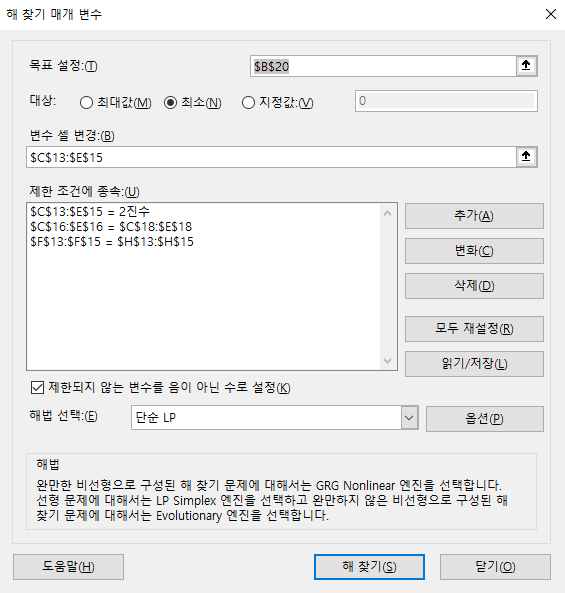 해 찾기 매개 변수
목표 설정:(T) $B$20
대상: 최대값(M) 최소(N) 지정값:(V) 0
변수 셀 변경:(B)
$C$13:$E$15
제한 조건에 종속:(U)
$C$13:$E$15 = 2진수
$C$16:$E$16 = $C$18:$E$18
$F$13:$F$15 = $H$13:$H$15
추가(A)
변화(C)
삭제(D)
모두 재설정(R)
읽기/저장(L)
제한되지 않는 변수를 음이 아닌 수로 설정(K)
해법 선택:(E) 단순 LP 옵션(P)
해법
완만한 비선형으로 구성된 해 찾기 문제에 대해서는 GRG Nonlinear 엔진을 선택합니다.
선형 문제에 대해서는 LP Simplex 엔진을 선택하고 완만하지 않은 비선형으로 구성된 해
찾기 문제에 대해서는 Evolutionary 엔진을 선택합니다.
도움말(H) 해 찾기(S) 닫기(O)